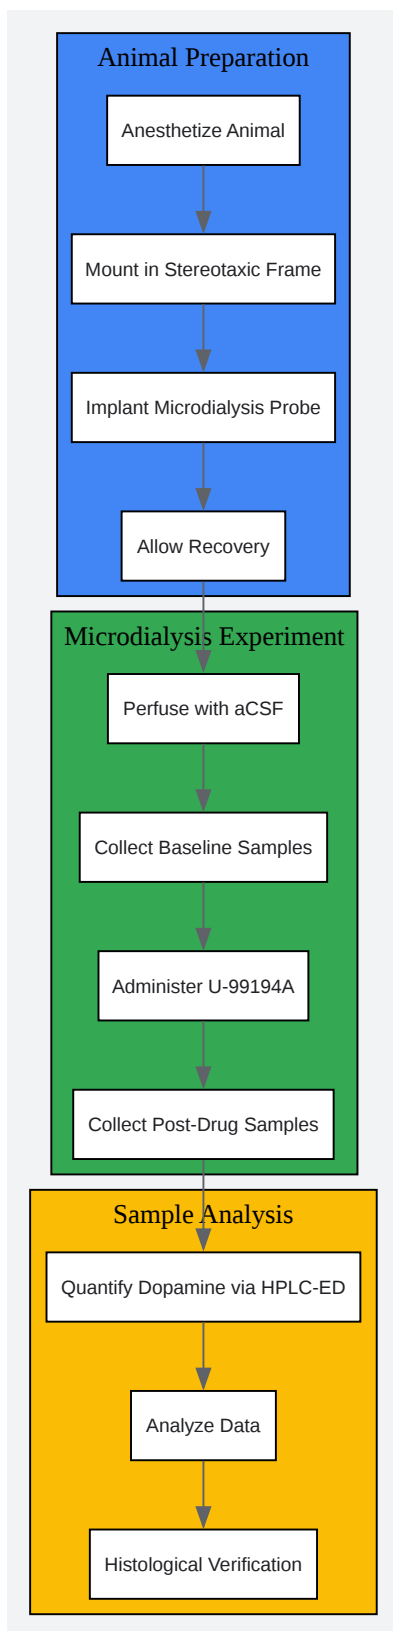 Animal Preparation
Anesthetize Animal
Mount in Stereotaxic Frame
Implant Microdialysis Probe
Allow Recovery
Microdialysis Experiment
Perfuse with aCSF
Collect Baseline Samples
Administer U-99194A
Collect Post-Drug Samples
Sample Analysis
Quantify Dopamine via HPLC-ED
Analyze Data
Histological Verification